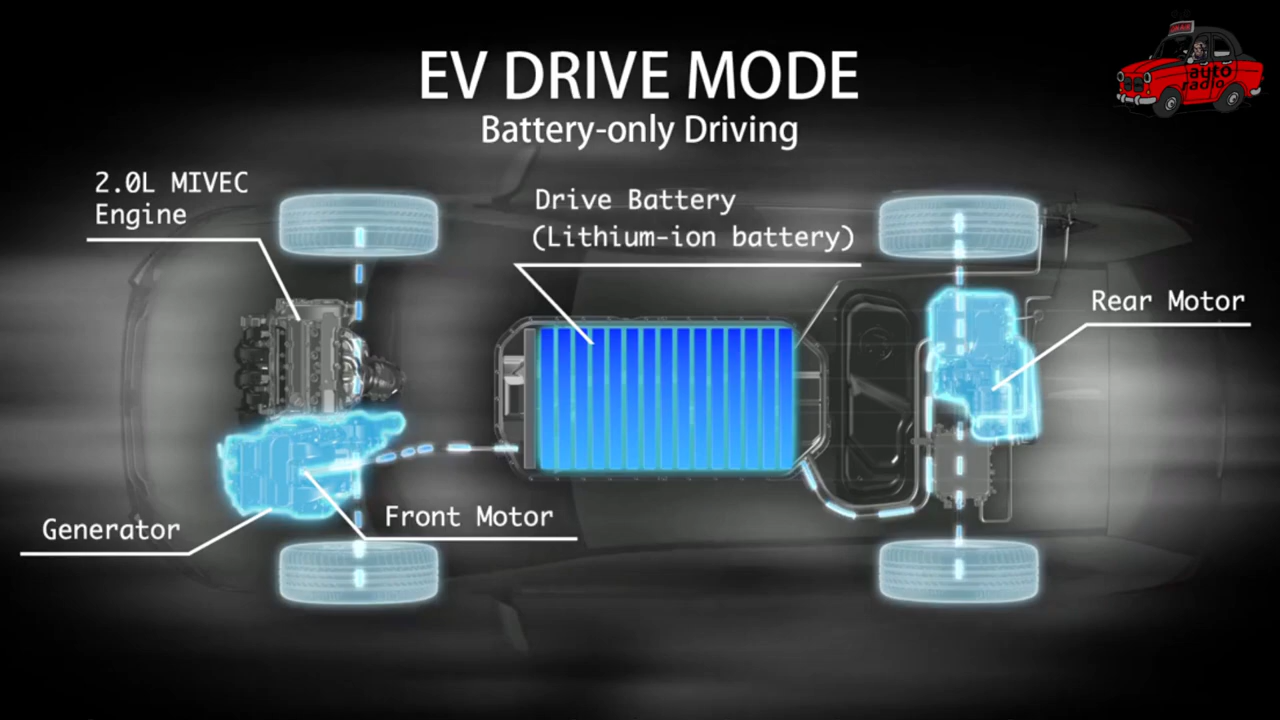 EV DRIVE MODE
Battery-only Driving
auto
radio
2.0L MIVEC
Engine
Drive Battery
(Lithium-ion battery)
Rear Motor
Generator
Front Motor